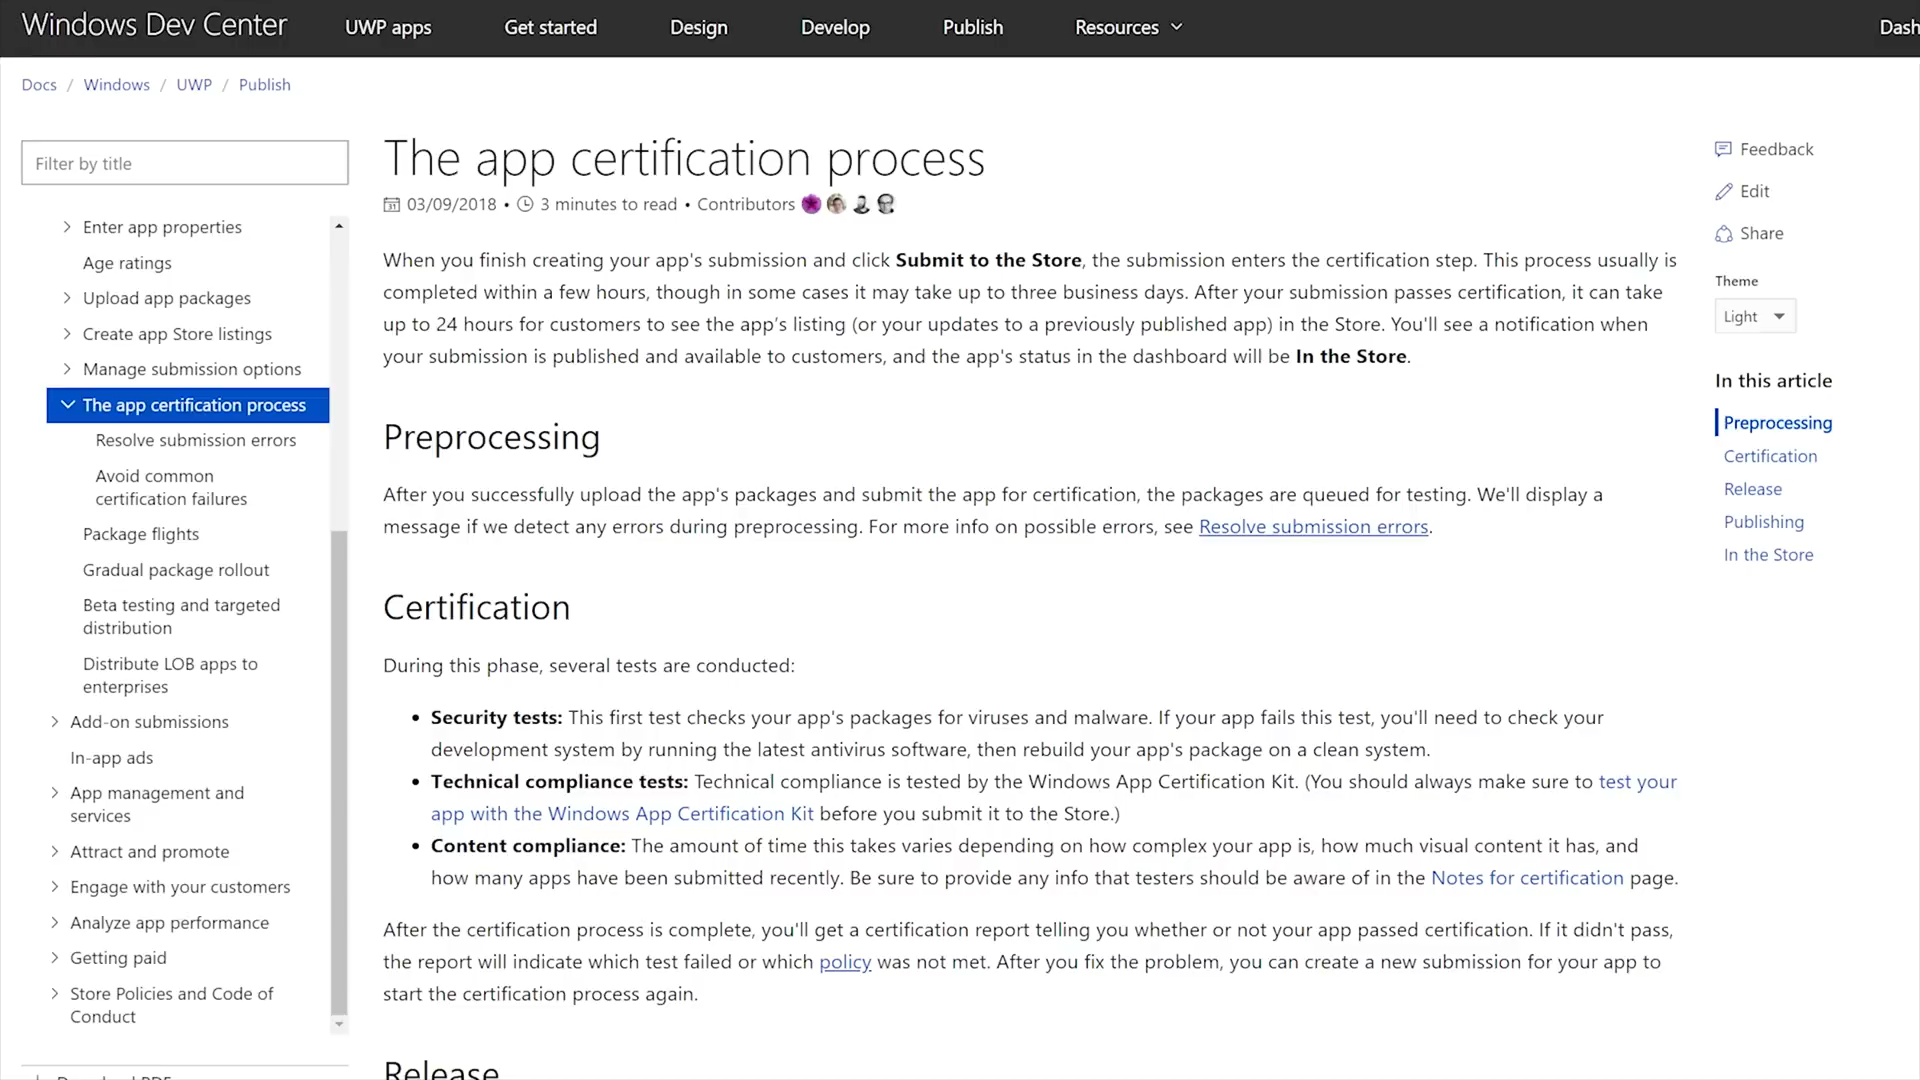 Windows Dev Center
UWP apps
Get started
Design
Develop
Publish
Resources
Dash
Docs / Windows / UWP / Publish
Filter by title
Enter app properties
Age ratings
Upload app packages
Create app Store listings
Manage submission options
The app certification process
Resolve submission errors
Avoid common
certification failures
Package flights
Gradual package rollout
Beta testing and targeted
distribution
Distribute LOB apps to
enterprises
Add-on submissions
In-app ads
App management and
services
Attract and promote
Engage with your customers
Analyze app performance
Getting paid
Store Policies and Code of
Conduct
The app certification process
03/09/2018 • 3 minutes to read • Contributors
When you finish creating your app's submission and click Submit to the Store, the submission enters the certification step. This process usually is
completed within a few hours, though in some cases it may take up to three business days. After your submission passes certification, it can take
up to 24 hours for customers to see the app’s listing (or your updates to a previously published app) in the Store. You'll see a notification when
your submission is published and available to customers, and the app's status in the dashboard will be In the Store.
Preprocessing
After you successfully upload the app's packages and submit the app for certification, the packages are queued for testing. We'll display a
message if we detect any errors during preprocessing. For more info on possible errors, see Resolve submission errors.
Certification
During this phase, several tests are conducted:
• Security tests: This first test checks your app's packages for viruses and malware. If your app fails this test, you'll need to check your
development system by running the latest antivirus software, then rebuild your app's package on a clean system.
• Technical compliance tests: Technical compliance is tested by the Windows App Certification Kit. (You should always make sure to test your
app with the Windows App Certification Kit before you submit it to the Store.)
• Content compliance: The amount of time this takes varies depending on how complex your app is, how much visual content it has, and
how many apps have been submitted recently. Be sure to provide any info that testers should be aware of in the Notes for certification page.
After the certification process is complete, you'll get a certification report telling you whether or not your app passed certification. If it didn't pass,
the report will indicate which test failed or which policy was not met. After you fix the problem, you can create a new submission for your app to
start the certification process again.
Release
Feedback
Edit
Share
Theme
Light
In this article
Preprocessing
Certification
Release
Publishing
In the Store